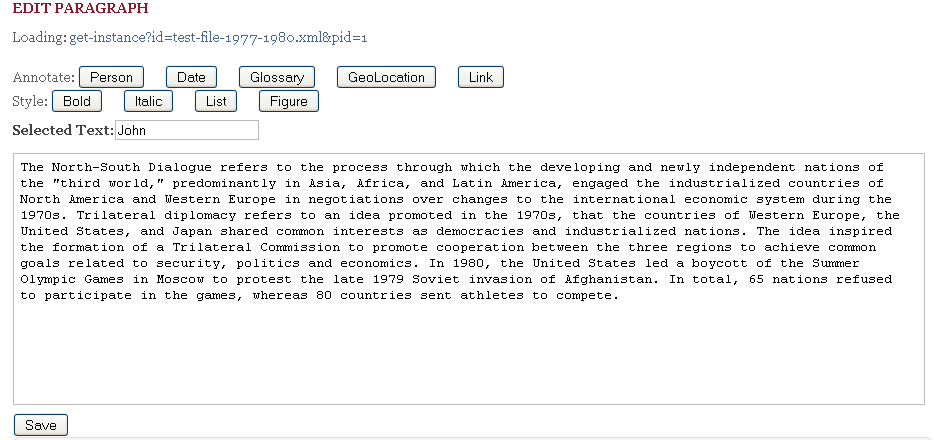 EDIT PARAGRAPH
Loading: get-instance?id=test-file-1977-1980.xml&pid=1
Annotate: Person Date Glossary GeoLocation Link
Style: Bold Italic List Figure
Selected Text: John
The North-South Dialogue refers to the process through which the developing and newly independent nations of
the "third world," predominantly in Asia, Africa, and Latin America, engaged the industrialized countries of
North America and Western Europe in negotiations over changes to the international economic system during the
1970s. Trilateral diplomacy refers to an idea promoted in the 1970s, that the countries of Western Europe, the
United States, and Japan shared common interests as democracies and industrialized nations. The idea inspired
the formation of a Trilateral Commission to promote cooperation between the three regions to achieve common
goals related to security, politics and economics. In 1980, the United States led a boycott of the Summer
Olympic Games in Moscow to protest the late 1979 Soviet invasion of Afghanistan. In total, 65 nations refused
to participate in the games, whereas 80 countries sent athletes to compete.
Save